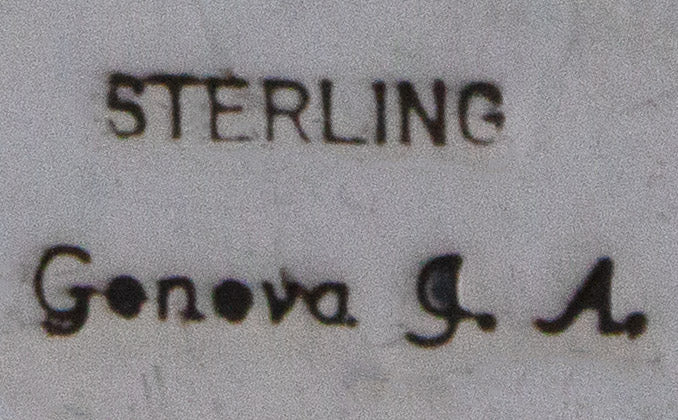 STERLING
Genova J. A.